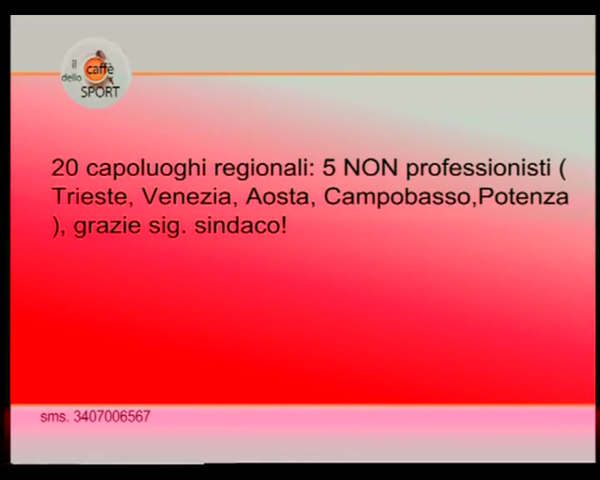 il
caffè
dello
SPORT
20 capoluoghi regionali: 5 NON professionisti (
Trieste, Venezia, Aosta, Campobasso,Potenza
), grazie sig. sindaco!
sms. 3407006567